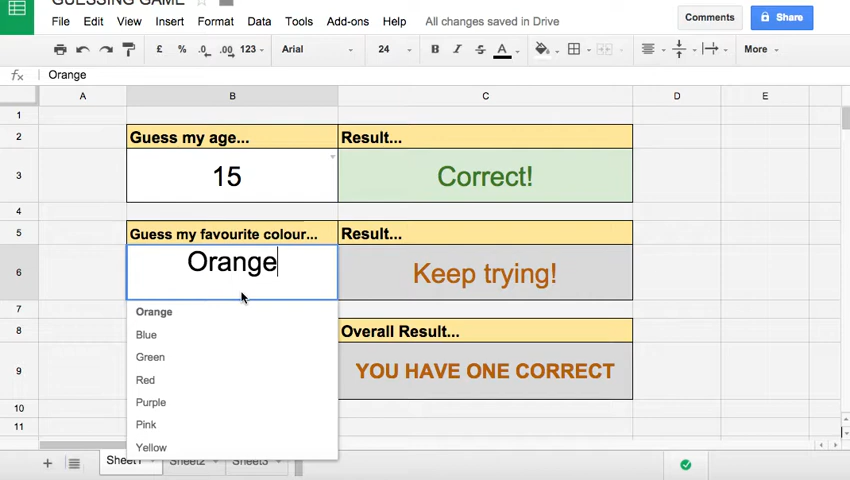 GUESSING GAME
File Edit View Insert Format Data Tools Add-ons Help All changes saved in Drive
Comments Share
£ % .0 .00 123 Arial 24 B I S A More
fx Orange
A B C D E
1
2 Guess my age... Result...
3 15 Correct!
4
5 Guess my favourite colour... Result...
6 Orange Keep trying!
7 Orange
8 Blue Overall Result...
Green
9 Red YOU HAVE ONE CORRECT
10 Purple
11 Pink
Yellow
Sheet1 Sheet2 Sheet3